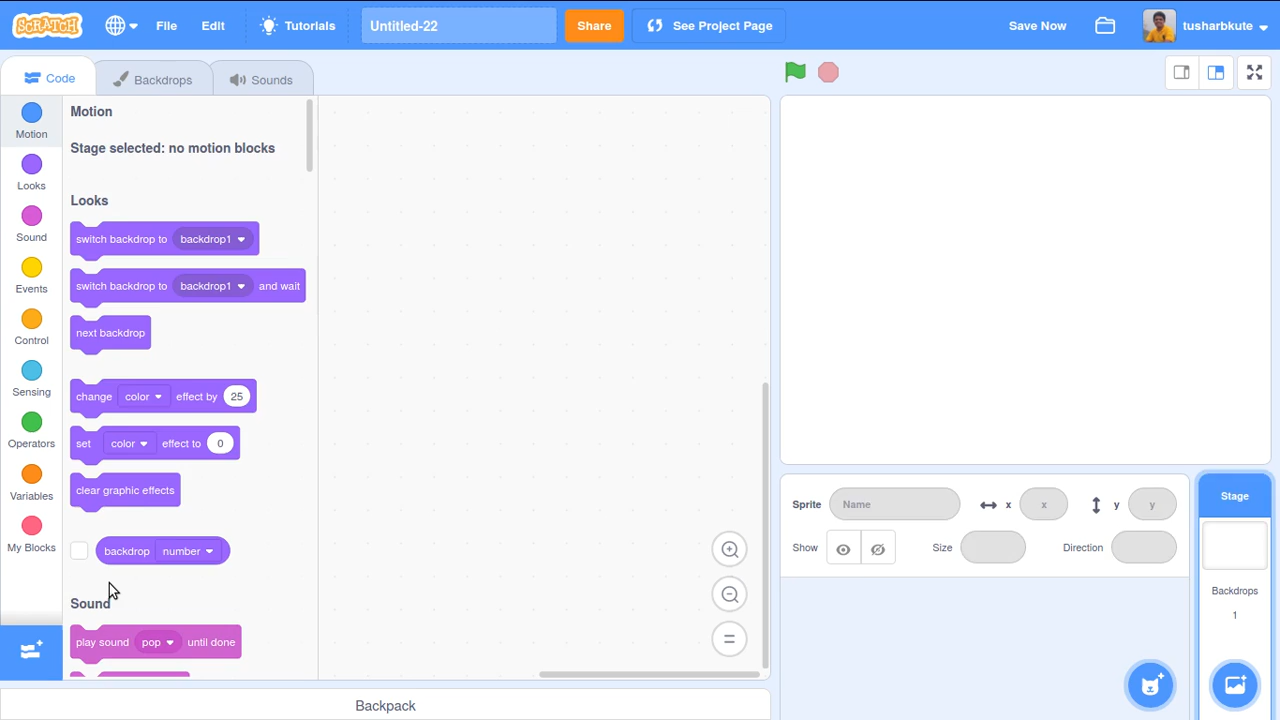 SCRATCH File Edit Tutorials Untitled-22 Share See Project Page Save Now tusharbkute
Code Backdrops Sounds
Motion
Looks
Sound
Events
Control
Sensing
Operators
Variables
My Blocks
Motion
Stage selected: no motion blocks
Looks
switch backdrop to backdrop1
switch backdrop to backdrop1 and wait
next backdrop
change color effect by 25
set color effect to 0
clear graphic effects
backdrop number
Sound
play sound pop until done
Backpack
Sprite Name x x y y
Show Size Direction
Stage
Backdrops
1